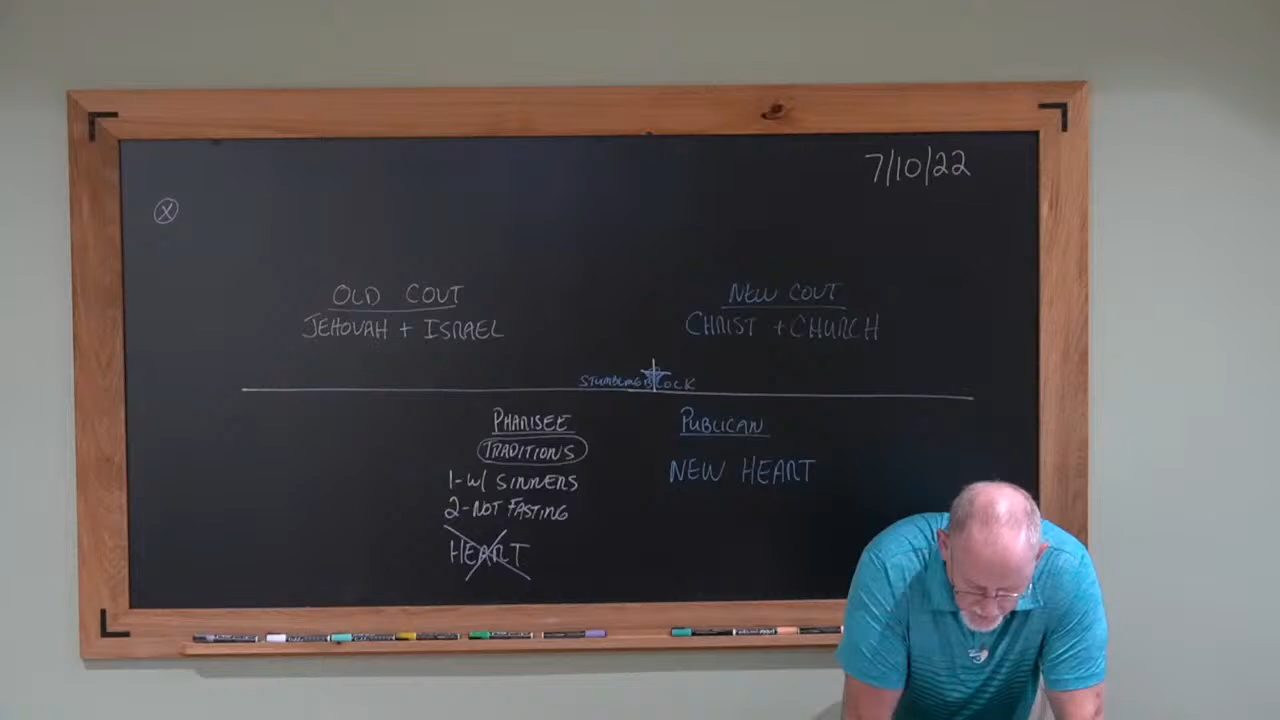 7/10/22
X
OLD COVT
JEHOVAH + ISRAEL
NEW COVT
CHRIST + CHURCH
STUMBLING BLOCK
PHARISEE
TRADITIONS
1-W/ SINNERS
2-NOT FASTING
HEART
PUBLICAN
NEW HEART